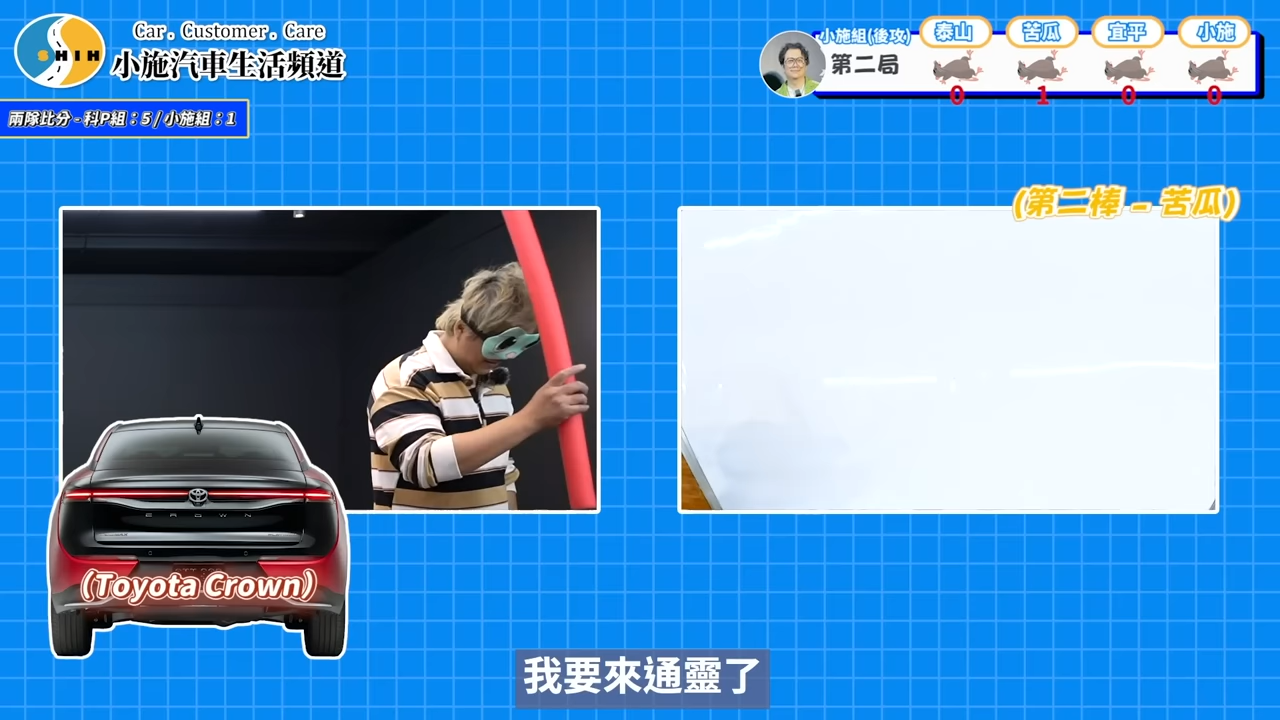 Car. Customer. Care
SHIH
小施汽車生活頻道
兩隊比分 - 科P組：5 / 小施組：1
小施組(後攻)
第二局
泰山
苦瓜
宜平
小施
0
1
0
0
(第二棒 - 苦瓜)
CROWN
(Toyota Crown)
我要來通靈了